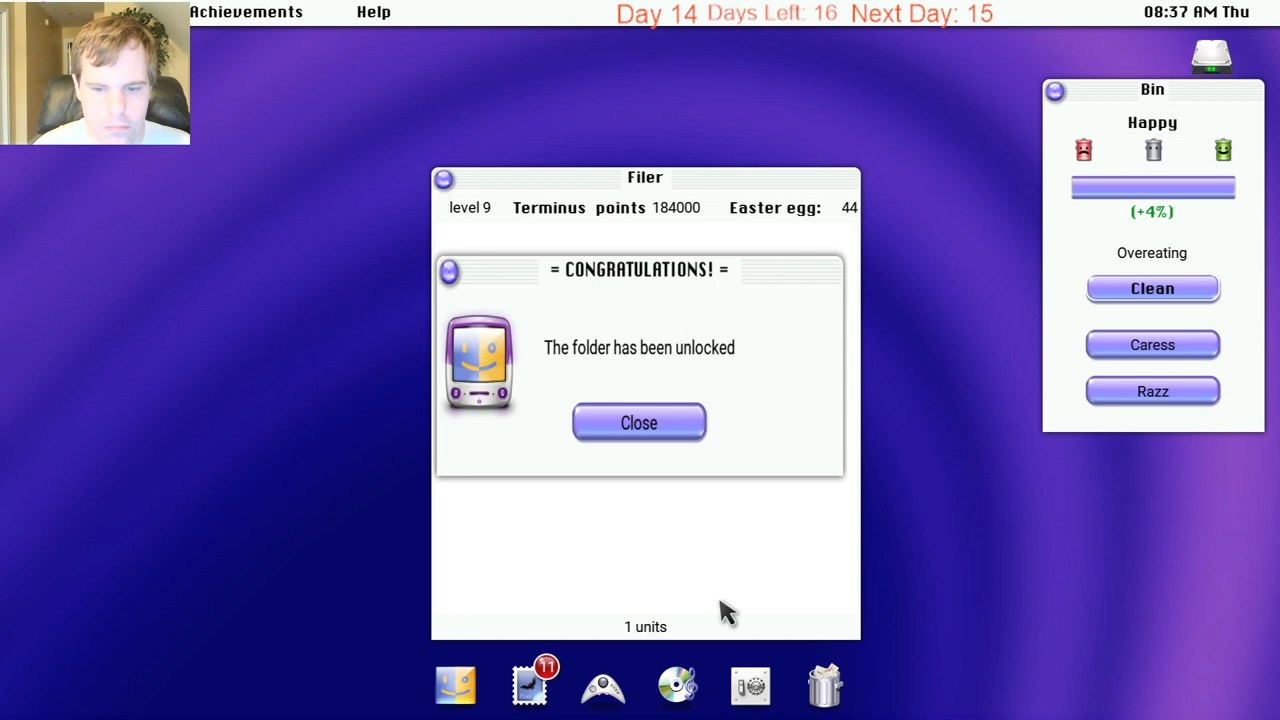 Achievements Help Day 14 Days Left: 16 Next Day: 15 08:37 AM Thu
Bin
Happy
(+4%)
Overeating
Clean
Caress
Razz
Filer
level 9 Terminus points 184000 Easter egg: 44
= CONGRATULATIONS! =
The folder has been unlocked
Close
1 units
11